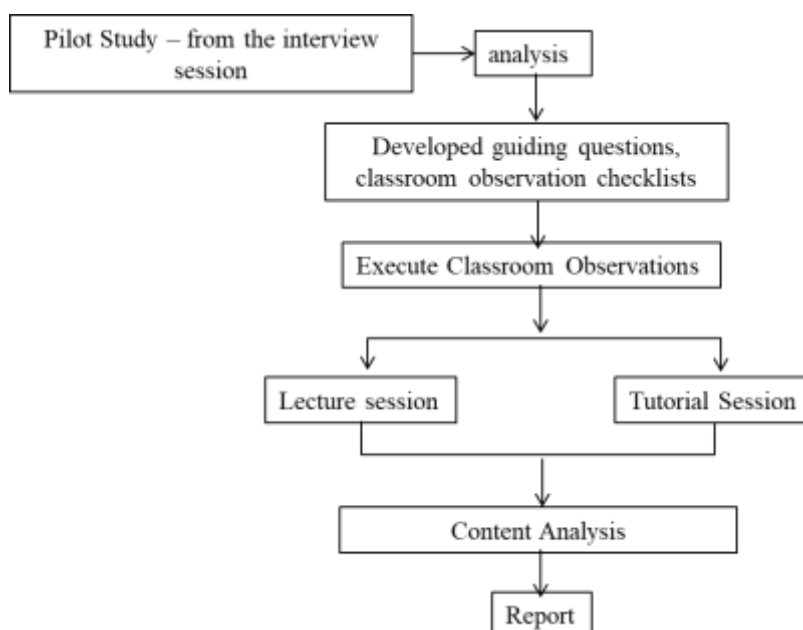 Pilot Study – from the interview
session
analysis
Developed guiding questions,
classroom observation checklists
Execute Classroom Observations
Lecture session
Tutorial Session
Content Analysis
Report